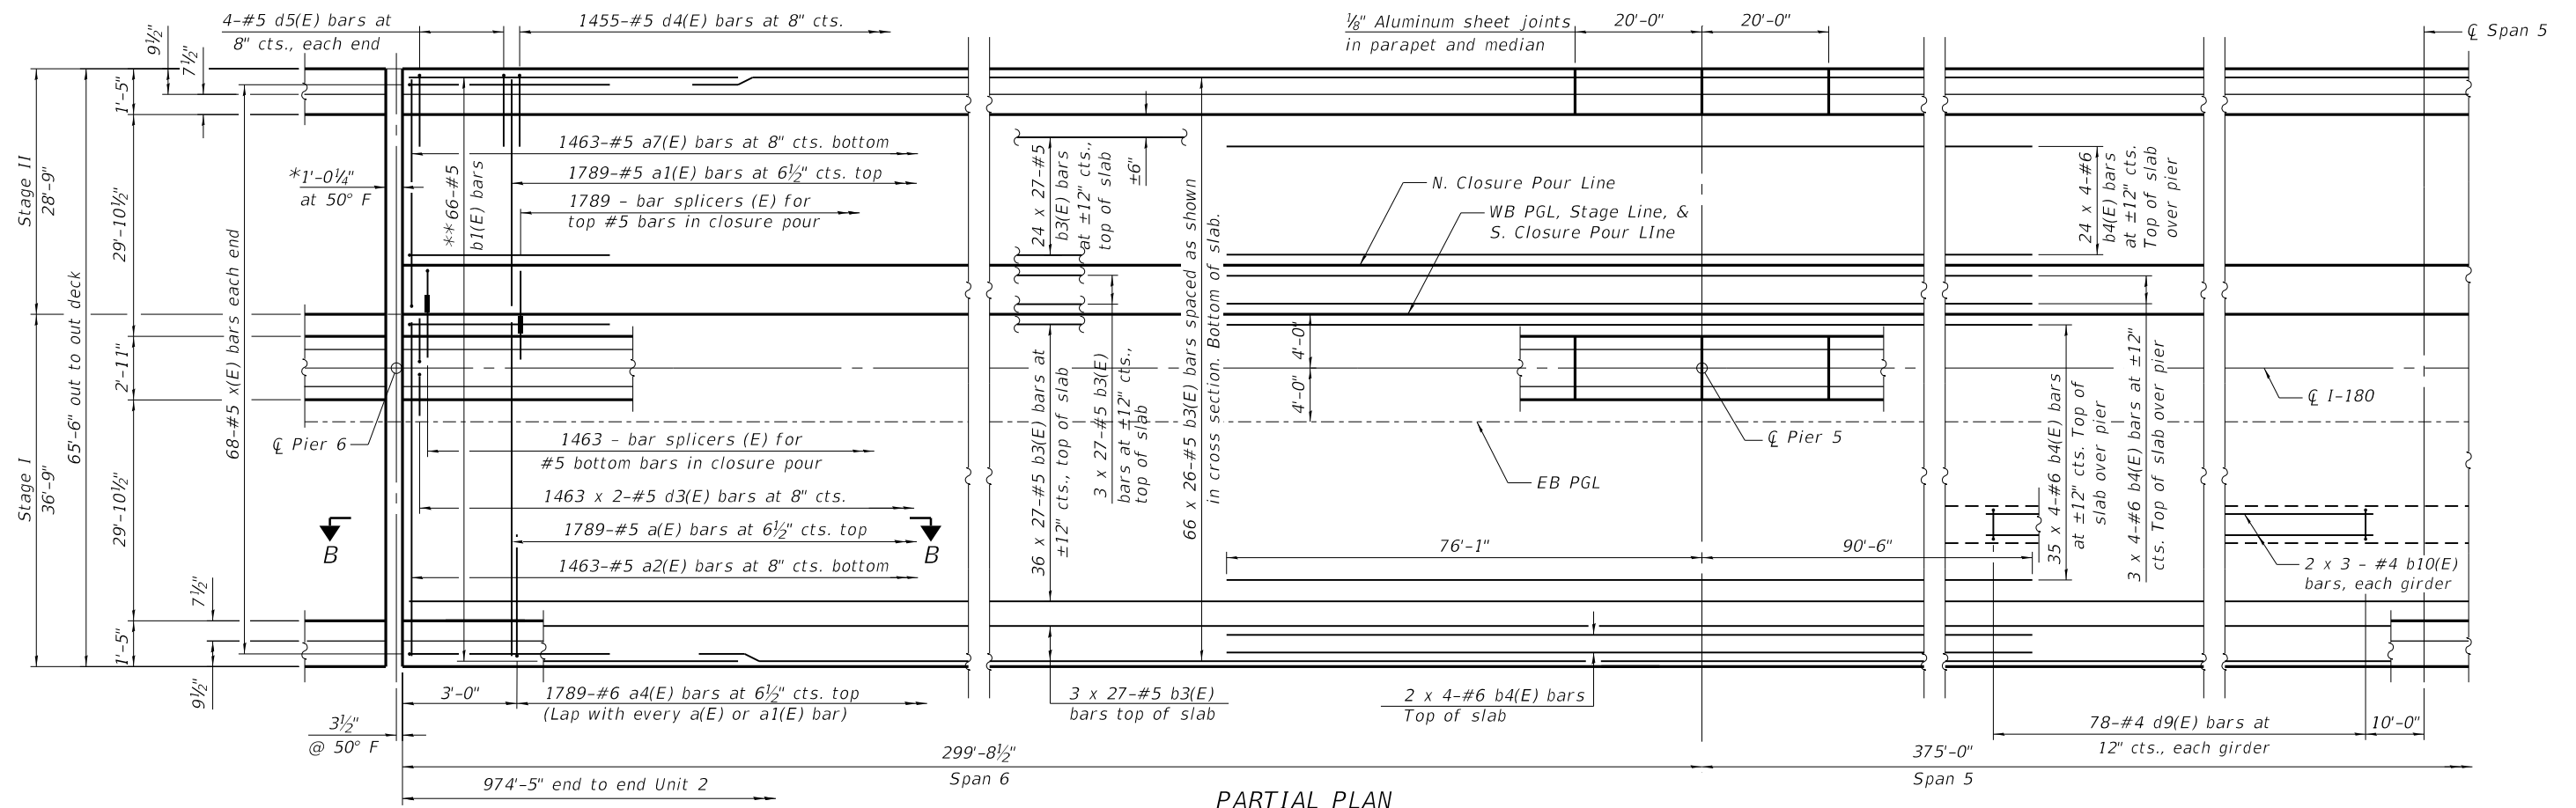 4-#5 d5(E) bars at
8" cts., each end
1455-#5 d4(E) bars at 8" cts.
⅛" Aluminum sheet joints
in parapet and median
20'-0"
20'-0"
℄ Span 5
9½"
7½"
1'-5"
Stage II
28'-9"
29'-10½"
65'-6" out to out deck
68-#5 x(E) bars each end
*1'-0¼"
at 50° F
**66-#5
b1(E) bars
1463-#5 a7(E) bars at 8" cts. bottom
1789-#5 a1(E) bars at 6½" cts. top
1789 - bar splicers (E) for
top #5 bars in closure pour
24 x 27-#5
b3(E) bars
at ±12" cts.,
top of slab
±6"
66 x 26-#5 b3(E) bars spaced as shown
in cross section. Bottom of slab.
N. Closure Pour Line
WB PGL, Stage Line, &
S. Closure Pour LIne
24 x 4-#6
b4(E) bars
at ±12" cts.
Top of slab
over pier
Stage I
36'-9"
2'-11"
29'-10½"
7½"
1'-5"
9½"
℄ Pier 6
1463 - bar splicers (E) for
#5 bottom bars in closure pour
1463 x 2-#5 d3(E) bars at 8" cts.
1789-#5 a(E) bars at 6½" cts. top
1463-#5 a2(E) bars at 8" cts. bottom
B
B
36 x 27-#5 b3(E) bars at
±12" cts., top of slab
3 x 27-#5 b3(E)
bars at ±12" cts.,
top of slab
4'-0"
4'-0"
℄ Pier 5
EB PGL
℄ I-180
76'-1"
90'-6"
35 x 4-#6 b4(E) bars
at ±12" cts. Top of
slab over pier
3 x 4-#6 b4(E) bars at ±12"
cts. Top of slab over pier
2 x 3 - #4 b10(E)
bars, each girder
3'-0"
1789-#6 a4(E) bars at 6½" cts. top
(Lap with every a(E) or a1(E) bar)
3 x 27-#5 b3(E)
bars top of slab
2 x 4-#6 b4(E) bars
Top of slab
78-#4 d9(E) bars at
12" cts., each girder
10'-0"
3½"
@ 50° F
299'-8½"
Span 6
375'-0"
Span 5
974'-5" end to end Unit 2
PARTIAL PLAN